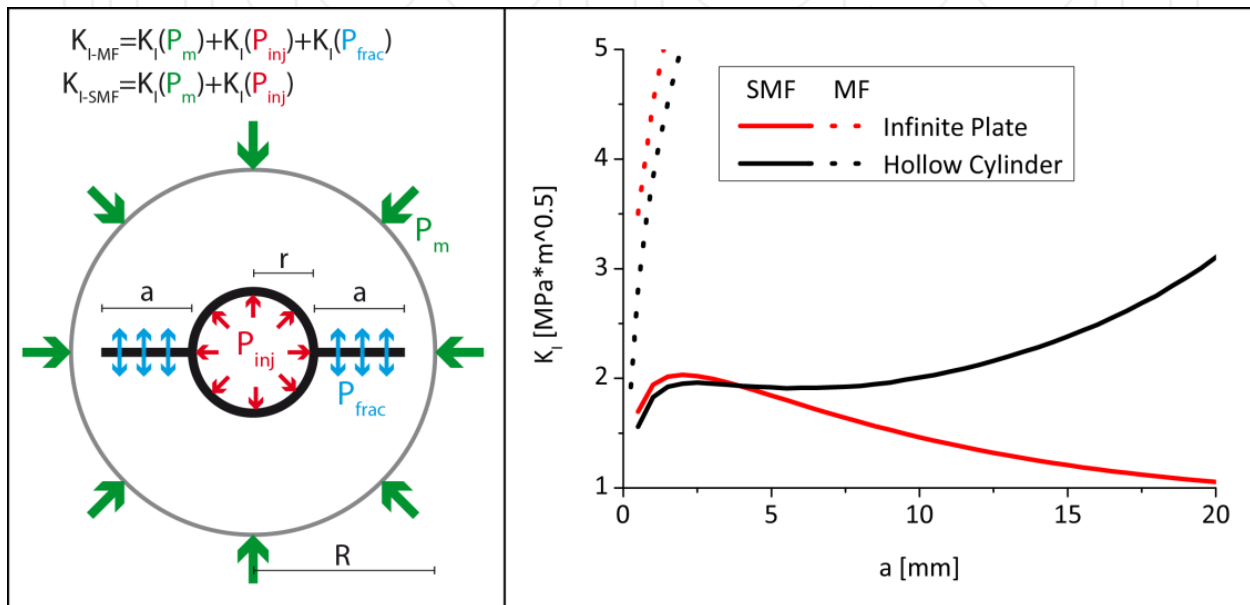 K_I-MF=K_I(P_m)+K_I(P_inj)+K_I(P_frac)
K_I-SMF=K_I(P_m)+K_I(P_inj)
P_m
r
a
a
P_inj
P_frac
R
K_I [MPa*m^0.5]
5
4
3
2
1
SMF MF
Infinite Plate
Hollow Cylinder
0 5 10 15 20
a [mm]